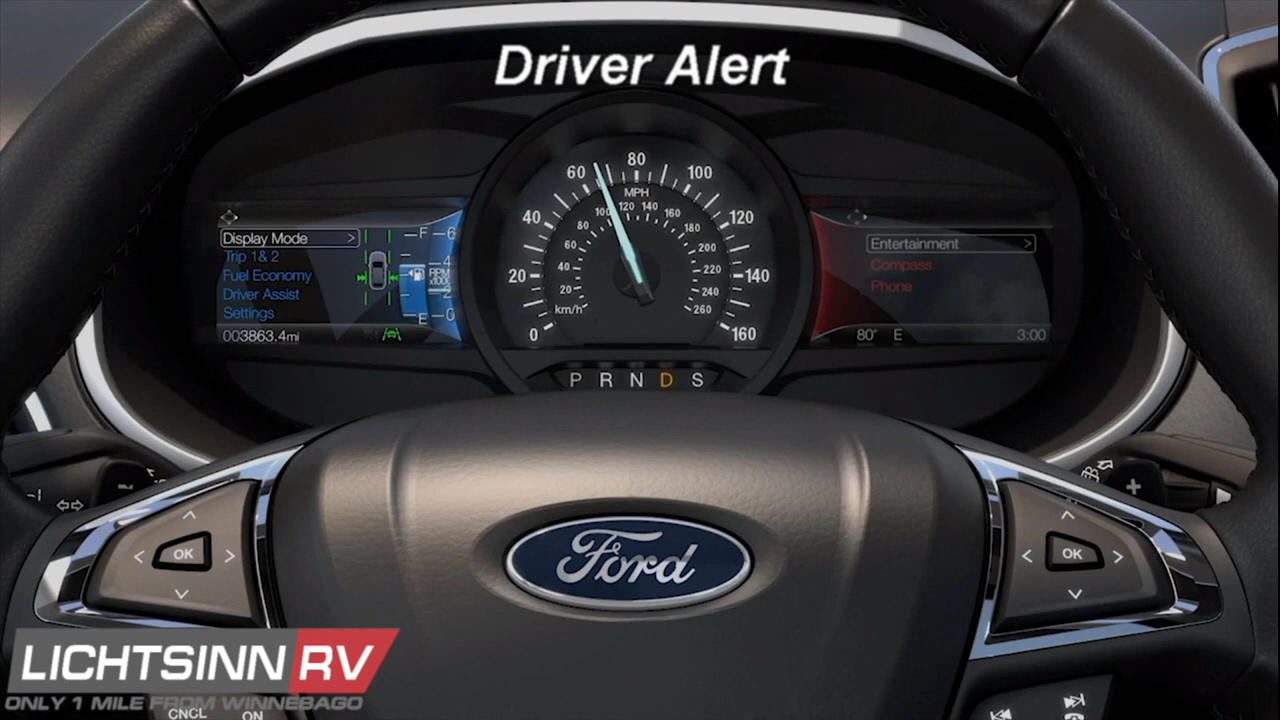 Driver Alert
60 80 100
MPH
40 120
100 120 140 160
80 180
60 200
20 40 220 140
20 240
km/h 260
0 160
Display Mode >
Trip 1 & 2
Fuel Economy
Driver Assist
Settings
003863.4mi
F 6
4
RPM
x1000
2
E 0
Entertainment >
Compass
Phone
80° E 3:00
P R N D S
OK
Ford
OK
+
LICHTSINN RV
ONLY 1 MILE FROM WINNEBAGO
CNCL ON